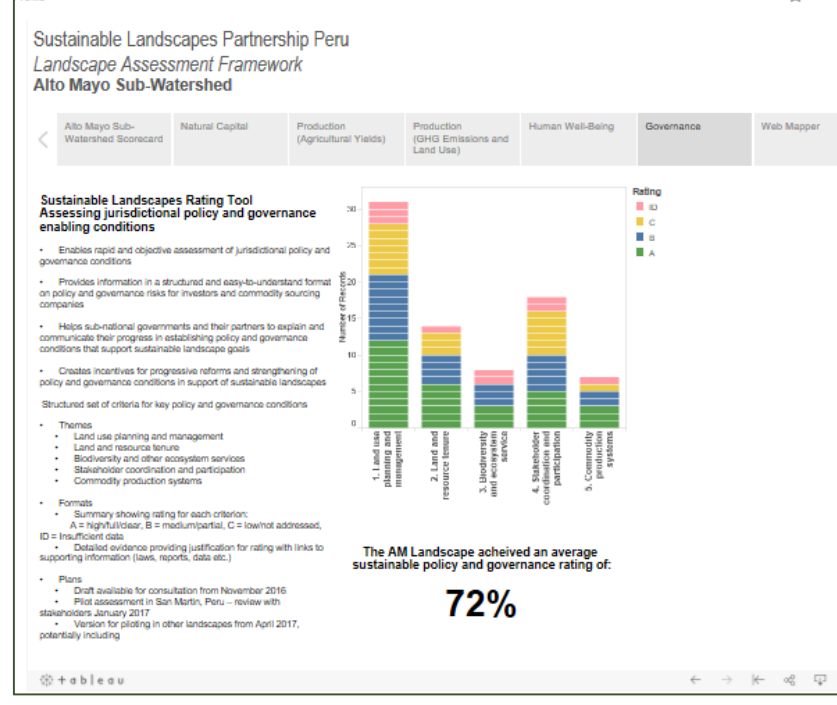 Sustainable Landscapes Partnership Peru
Landscape Assessment Framework
Alto Mayo Sub-Watershed
Alto Mayo Sub-
Watershed Scorecard
Natural Capital
Production
(Agricultural Yields)
Production
(GHG Emissions and
Land Use)
Human Well-Being
Governance
Web Mapper
Sustainable Landscapes Rating Tool
Assessing jurisdictional policy and governance
enabling conditions
• Enables rapid and objective assessment of jurisdictional policy and
governance conditions
• Provides information in a structured and easy-to-understand format
on policy and governance risks for investors and commodity sourcing
companies
• Helps sub-national governments and their partners to explain and
communicate their progress in establishing policy and governance
conditions that support sustainable landscape goals
• Creates incentives for progressive reforms and strengthening of
policy and governance conditions in support of sustainable landscapes
Structured set of criteria for key policy and governance conditions
• Themes
• Land use planning and management
• Land and resource tenure
• Biodiversity and other ecosystem services
• Stakeholder coordination and participation
• Commodity production systems
• Formats
• Summary showing rating for each criterion:
A = high/full/clear, B = medium/partial, C = low/not addressed,
ID = Insufficient data
• Detailed evidence providing justification for rating with links to
supporting information (laws, reports, data etc.)
• Plans
• Draft available for consultation from November 2016
• Pilot assessment in San Martin, Peru – review with
stakeholders January 2017
• Version for piloting in other landscapes from April 2017,
potentially including
Number of Records
30
25
20
15
10
5
0
1. Land use
planning and
management
2. Land and
resource tenure
3. Biodiversity
and ecosystem
service
4. Stakeholder
coordination and
participation
5. Commodity
production
systems
Rating
ID
C
B
A
The AM Landscape acheived an average
sustainable policy and governance rating of:
72%
+ableau